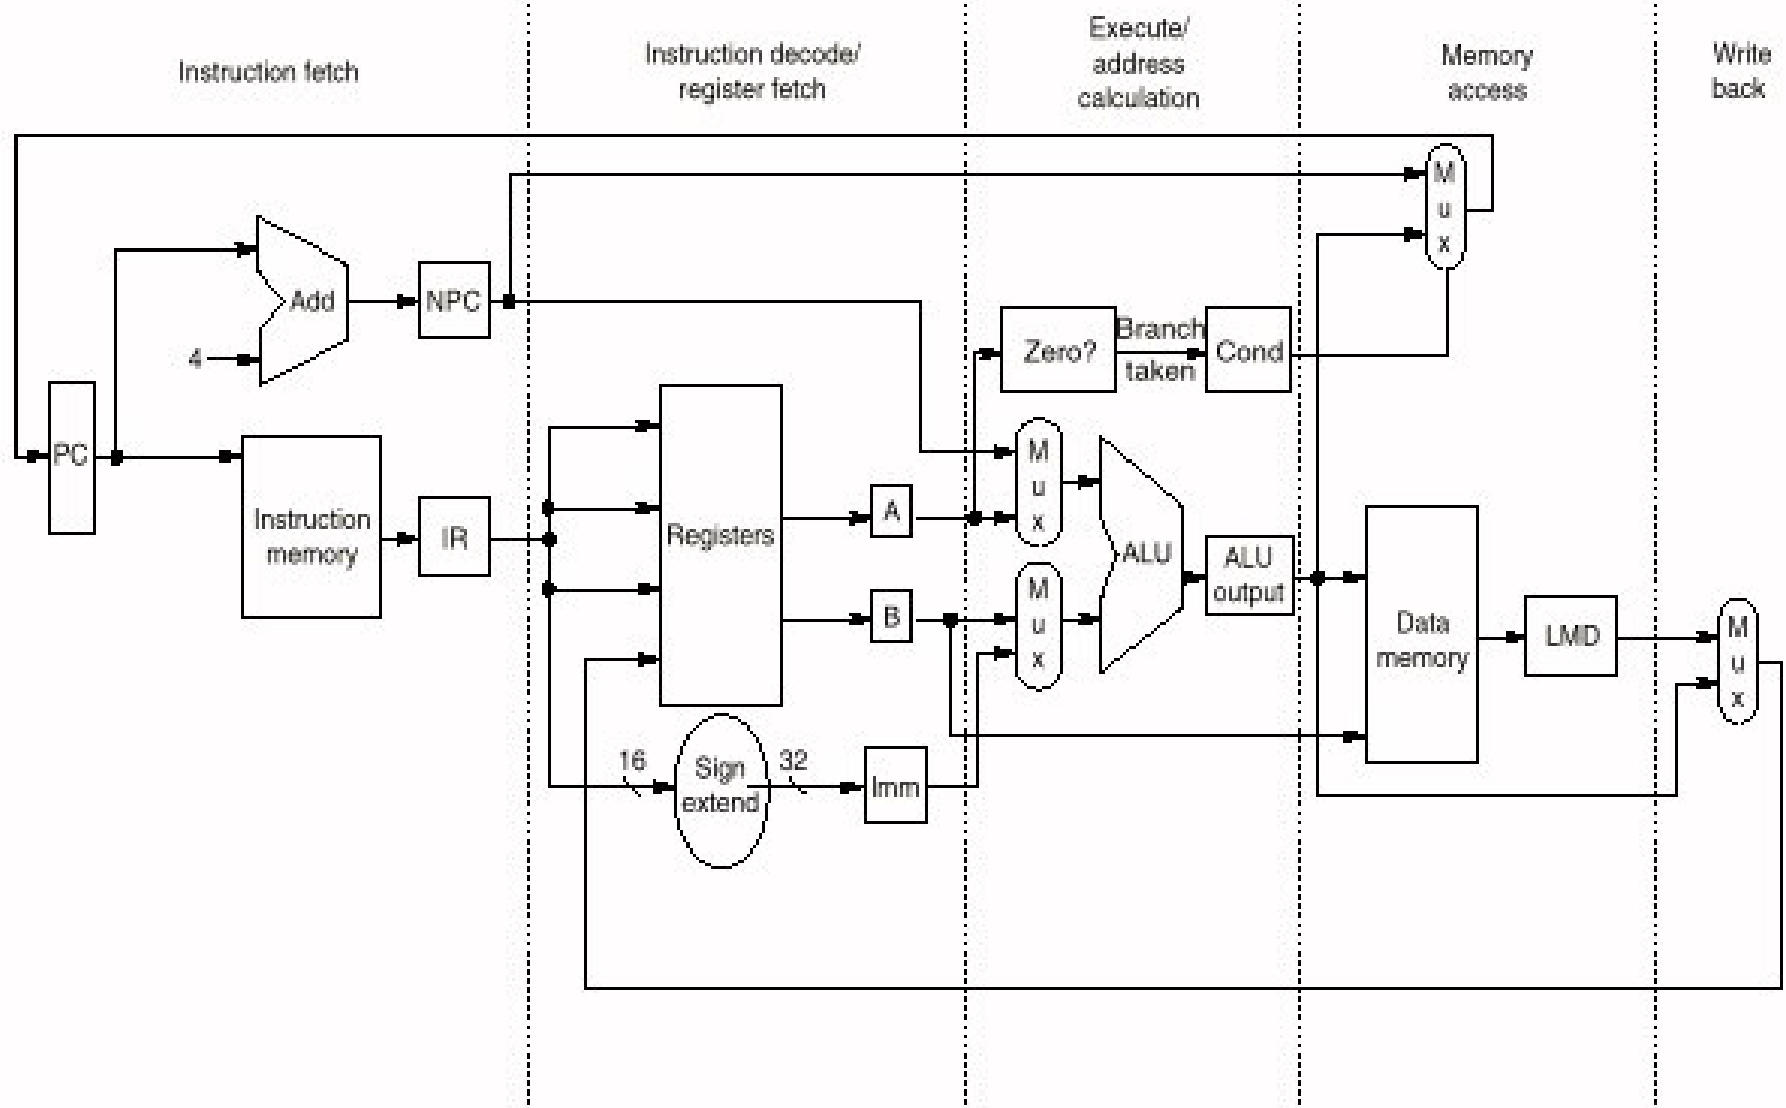 Instruction fetch
Instruction decode/
register fetch
Execute/
address
calculation
Memory
access
Write
back
M
u
x
Add
NPC
4
Zero?
Branch
taken
Cond
PC
Instruction
memory
IR
Registers
A
B
M
u
x
M
u
x
ALU
ALU
output
Data
memory
LMD
M
u
x
16
Sign
extend
32
Imm